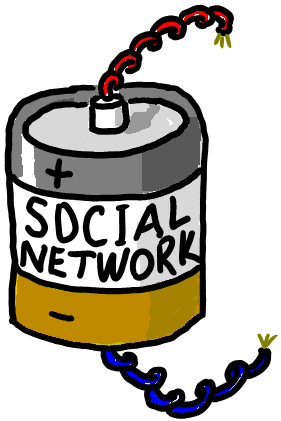 +
SOCIAL
NETWORK
-